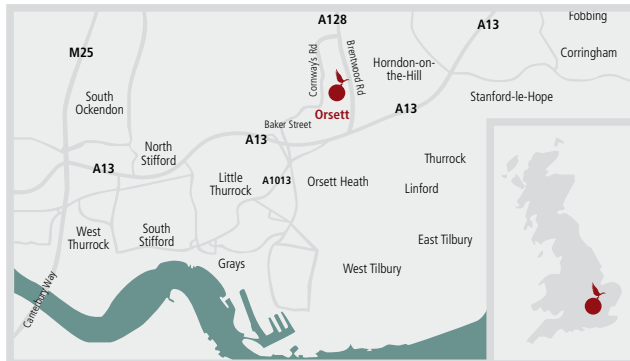 Fobbing
A128
A13
M25
Cornway's Rd
Brentwood Rd
Corringham
Horndon-on-
the-Hill
South
Ockendon
Stanford-le-Hope
A13
Orsett
Baker Street
A13
North
Stifford
Thurrock
A13
Little
Thurrock
A1013
Orsett Heath
Linford
West
Thurrock
South
Stifford
East Tilbury
Grays
West Tilbury
Canterbury Way